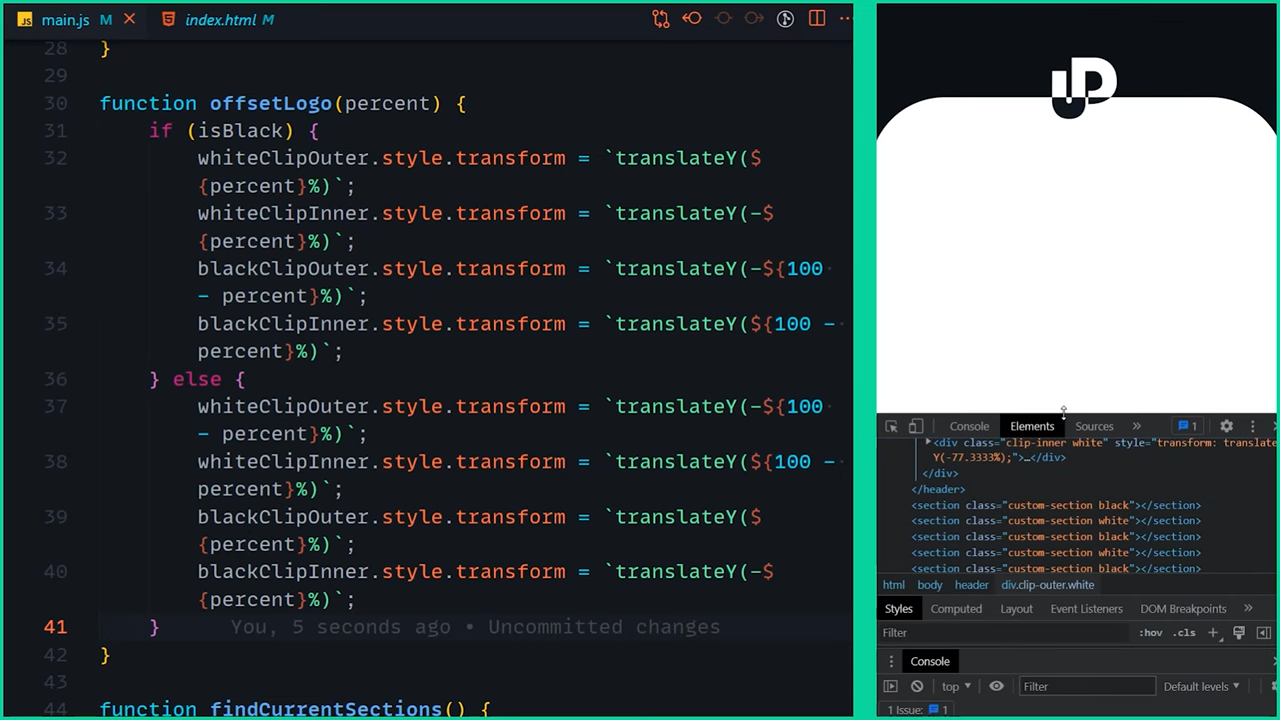 main.js M
index.html M
28 }
29
30 function offsetLogo(percent) {
31 if (isBlack) {
32 whiteClipOuter.style.transform = `translateY($
{percent}%)`;
33 whiteClipInner.style.transform = `translateY(-$
{percent}%)`;
34 blackClipOuter.style.transform = `translateY(-${100
- percent}%)`;
35 blackClipInner.style.transform = `translateY(${100 -
percent}%)`;
36 } else {
37 whiteClipOuter.style.transform = `translateY(-${100
- percent}%)`;
38 whiteClipInner.style.transform = `translateY(${100 -
percent}%)`;
39 blackClipOuter.style.transform = `translateY($
{percent}%)`;
40 blackClipInner.style.transform = `translateY(-$
{percent}%)`;
41 } You, 5 seconds ago • Uncommitted changes
42 }
43
44 function findCurrentSections() {
Console Elements Sources » 1
<div class="clip-inner white" style="transform: translate
Y(-77.3333%);">…</div>
</div>
</header>
<section class="custom-section black"></section>
<section class="custom-section white"></section>
<section class="custom-section black"></section>
<section class="custom-section white"></section>
<section class="custom-section black"></section>
html body header div.clip-outer.white
Styles Computed Layout Event Listeners DOM Breakpoints »
Filter :hov .cls +
Console
top Filter Default levels
1 Issue: 1